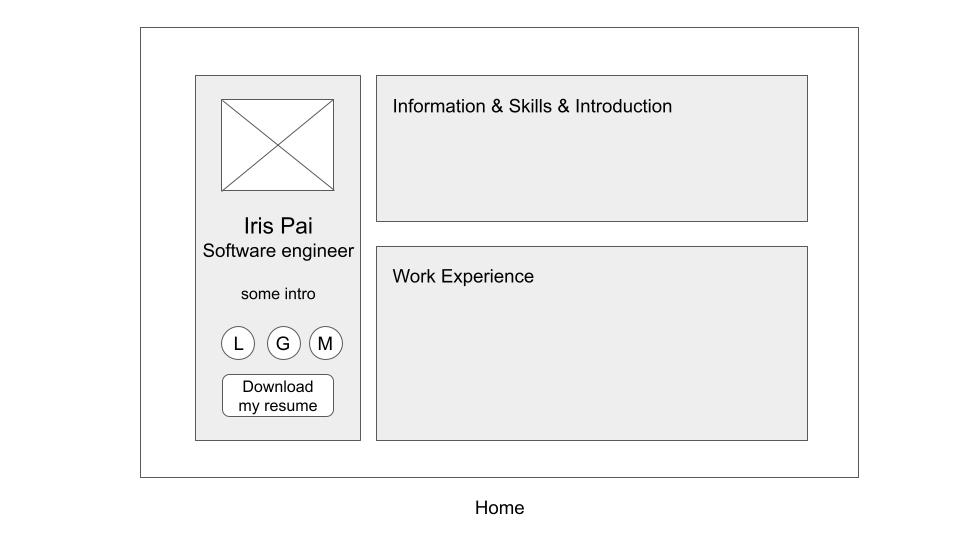 Iris Pai
Software engineer
some intro
L G M
Download
my resume
Information & Skills & Introduction
Work Experience
Home